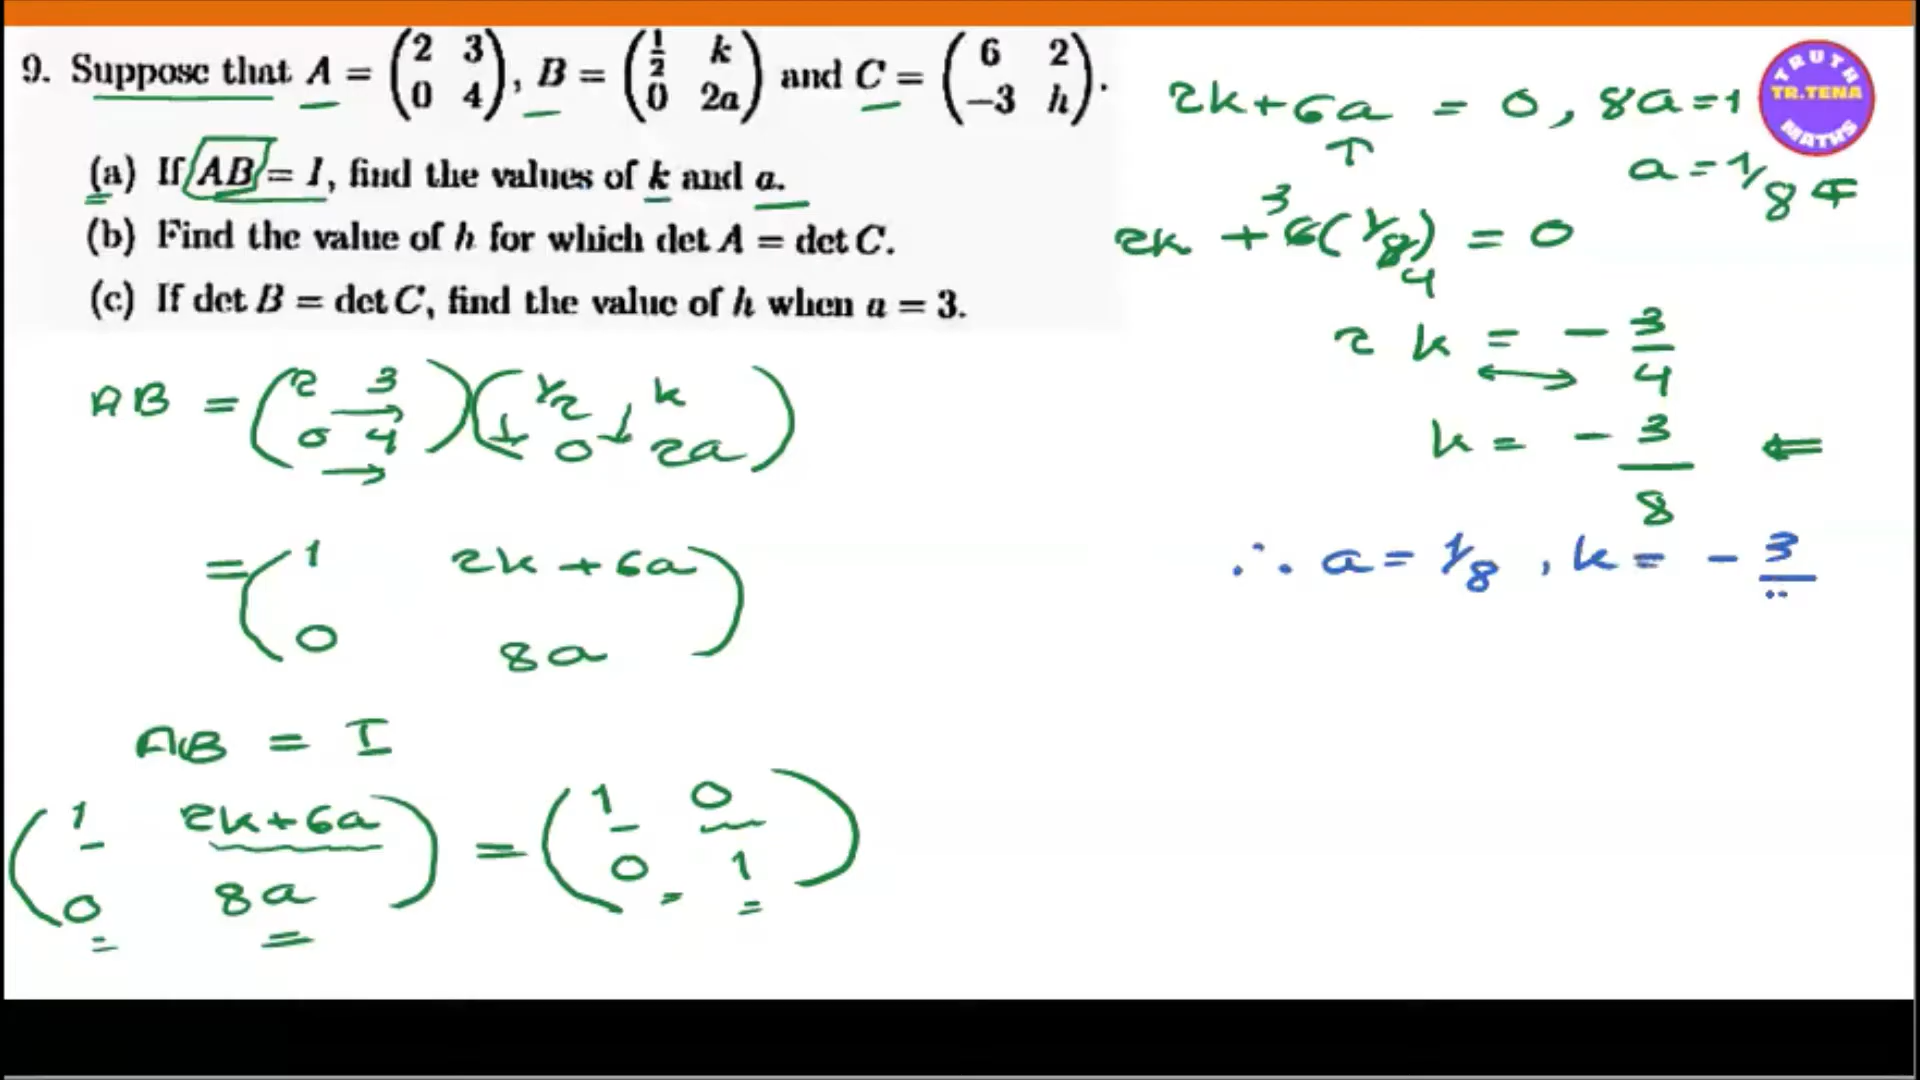 9. Suppose that A = (2 3
0 4), B = (1/2 k
0 2a) and C = (6 2
-3 h).
(a) If AB = I, find the values of k and a.
(b) Find the value of h for which det A = det C.
(c) If det B = det C, find the value of h when a = 3.
AB = (2 3
0 4)(1/2 k
0 2a)
= (1 2k+6a
0 8a)
AB = I
(1 2k+6a
0 8a) = (1 0
0 1)
2k+6a = 0, 8a=1
a = 1/8
2k + 6(1/8) = 0
3
4
2k = - 3/4
k = - 3/8
∴ a = 1/8, k = - 3
TRUTH
TR.TENA
MATHS